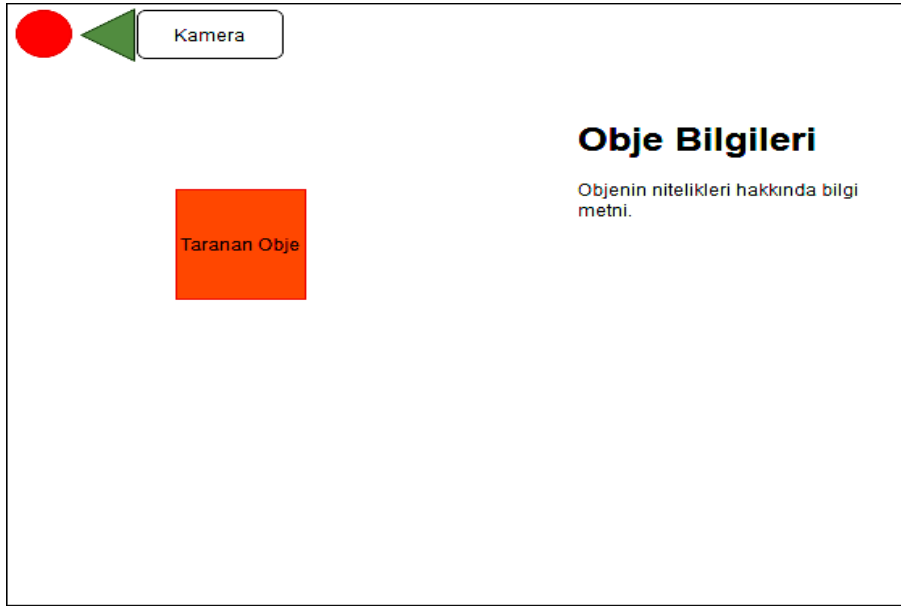 Kamera
Obje Bilgileri
Objenin nitelikleri hakkında bilgi
metni.
Taranan Obje